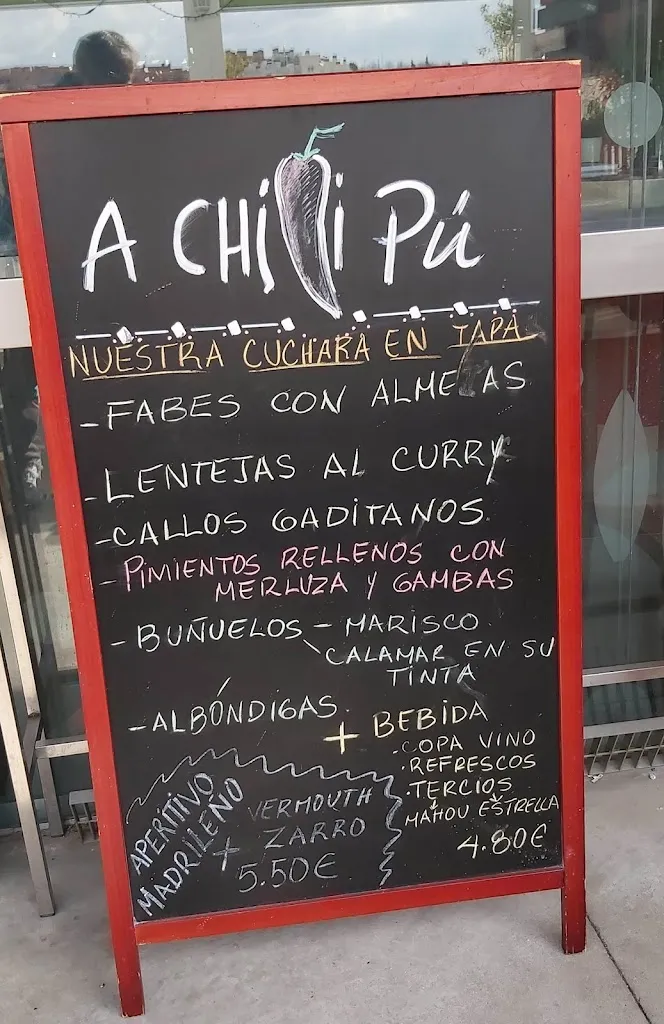 A CHILI PÚ
NUESTRA CUCHARA EN TAPA
- FABES CON ALMEJAS
- LENTEJAS AL CURRY
- CALLOS GADITANOS.
- PIMIENTOS RELLENOS CON
MERLUZA Y GAMBAS
- BUÑUELOS - MARISCO
CALAMAR EN SU
TINTA
- ALBÓNDIGAS.
+ BEBIDA
. COPA VINO
. REFRESCOS
. TERCIOS
MAHOU ESTRELLA
4.80€
APERITIVO
MADRILEÑO
+ VERMOUTH
ZARRO
5.50€